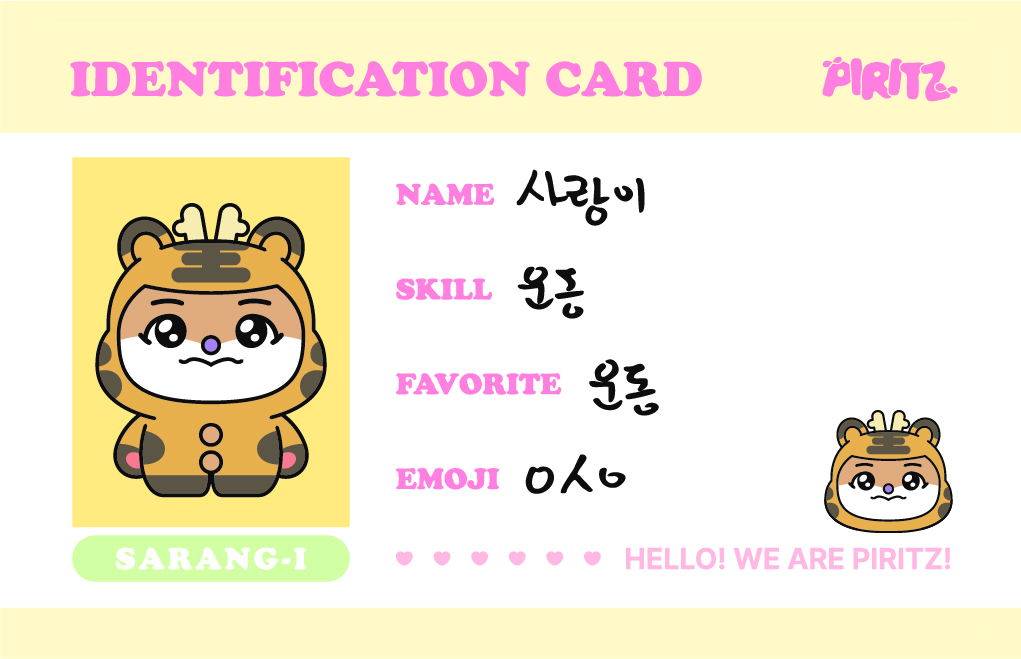 IDENTIFICATION CARD
PIRITZ
NAME 사랑이
SKILL 운동
FAVORITE 운동
EMOJI ㅇㅅㅇ
SARANG-I
HELLO! WE ARE PIRITZ!